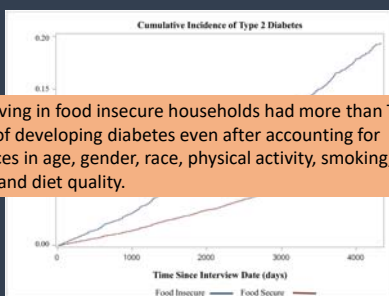 Cumulative Incidence of Type 2 Diabetes
0.20
0.15
ving in food insecure households had more than
of developing diabetes even after accounting for
ces in age, gender, race, physical activity, smoking,
and diet quality.
0.00
0
1000
2000
3000
4000
Time Since Interview Date (days)
Food Insecure Food Secure